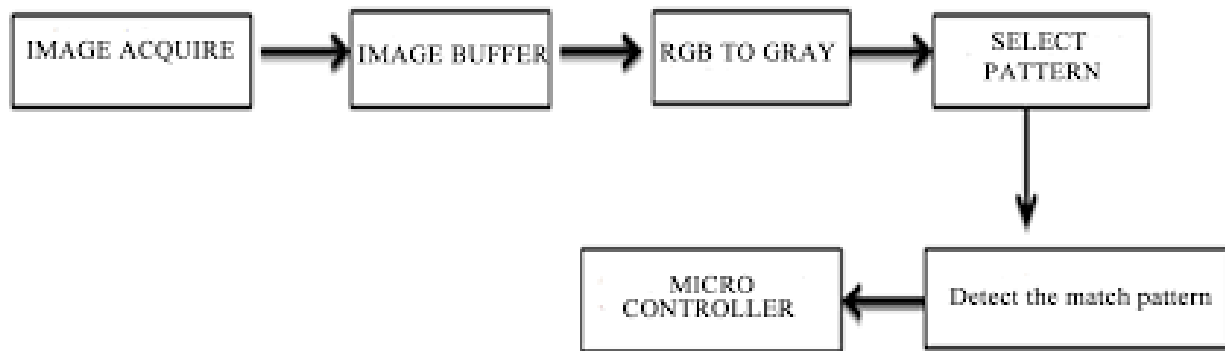 IMAGE ACQUIRE
IMAGE BUFFER
RGB TO GRAY
SELECT
PATTERN
Detect the match pattern
MICRO
CONTROLLER